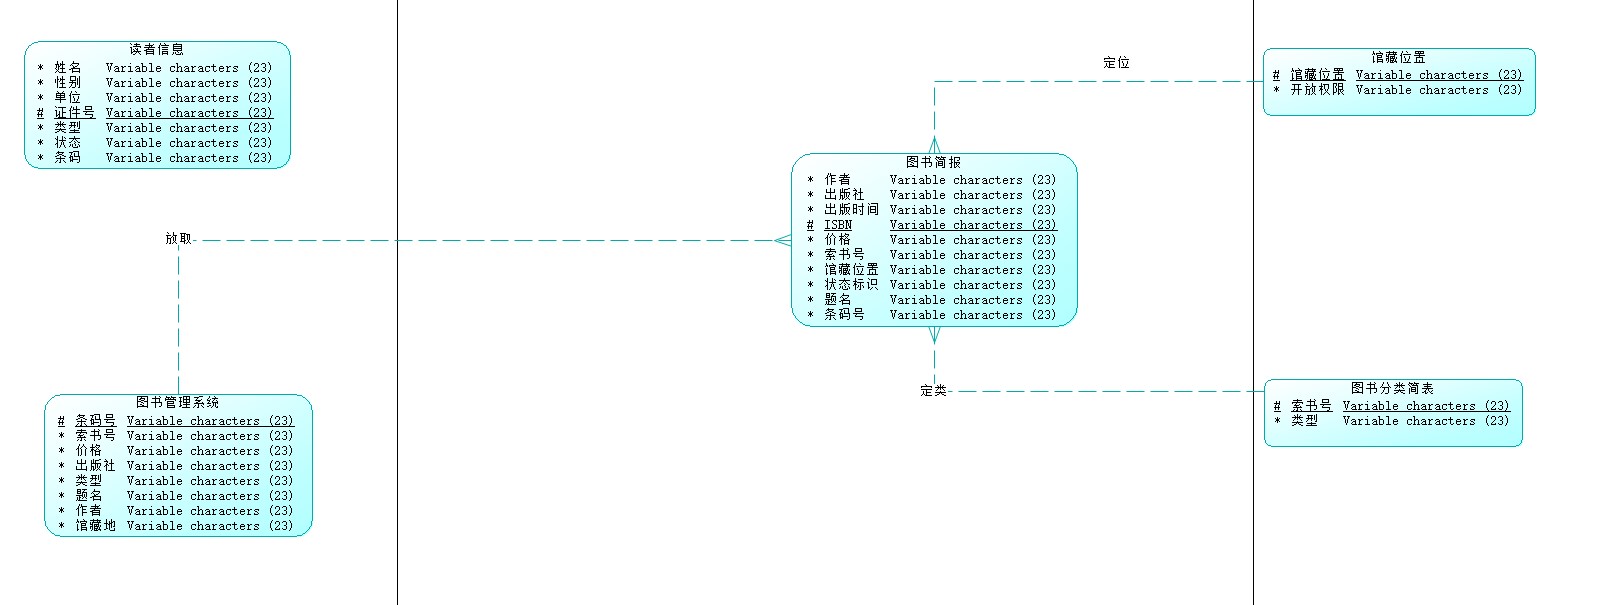 读者信息
* 姓名 Variable characters (23)
* 性别 Variable characters (23)
* 单位 Variable characters (23)
# 证件号 Variable characters (23)
* 类型 Variable characters (23)
* 状态 Variable characters (23)
* 条码 Variable characters (23)
放取
图书管理系统
# 条码号 Variable characters (23)
* 索书号 Variable characters (23)
* 价格 Variable characters (23)
* 出版社 Variable characters (23)
* 类型 Variable characters (23)
* 题名 Variable characters (23)
* 作者 Variable characters (23)
* 馆藏地 Variable characters (23)
定位
图书简报
* 作者 Variable characters (23)
* 出版社 Variable characters (23)
* 出版时间 Variable characters (23)
# ISBN Variable characters (23)
* 价格 Variable characters (23)
* 索书号 Variable characters (23)
* 馆藏位置 Variable characters (23)
* 状态标识 Variable characters (23)
* 题名 Variable characters (23)
* 条码号 Variable characters (23)
定类
馆藏位置
# 馆藏位置 Variable characters (23)
* 开放权限 Variable characters (23)
图书分类简表
# 索书号 Variable characters (23)
* 类型 Variable characters (23)